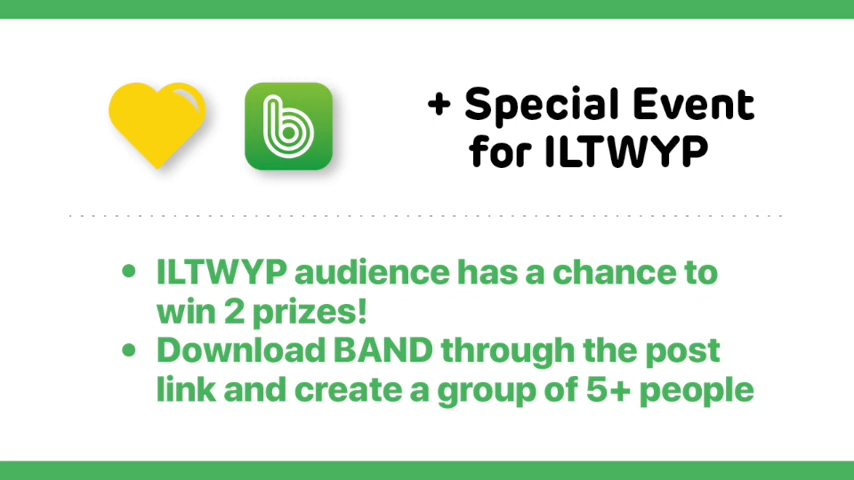 + Special Event
for ILTWYP
• ILTWYP audience has a chance to
win 2 prizes!
• Download BAND through the post
link and create a group of 5+ people